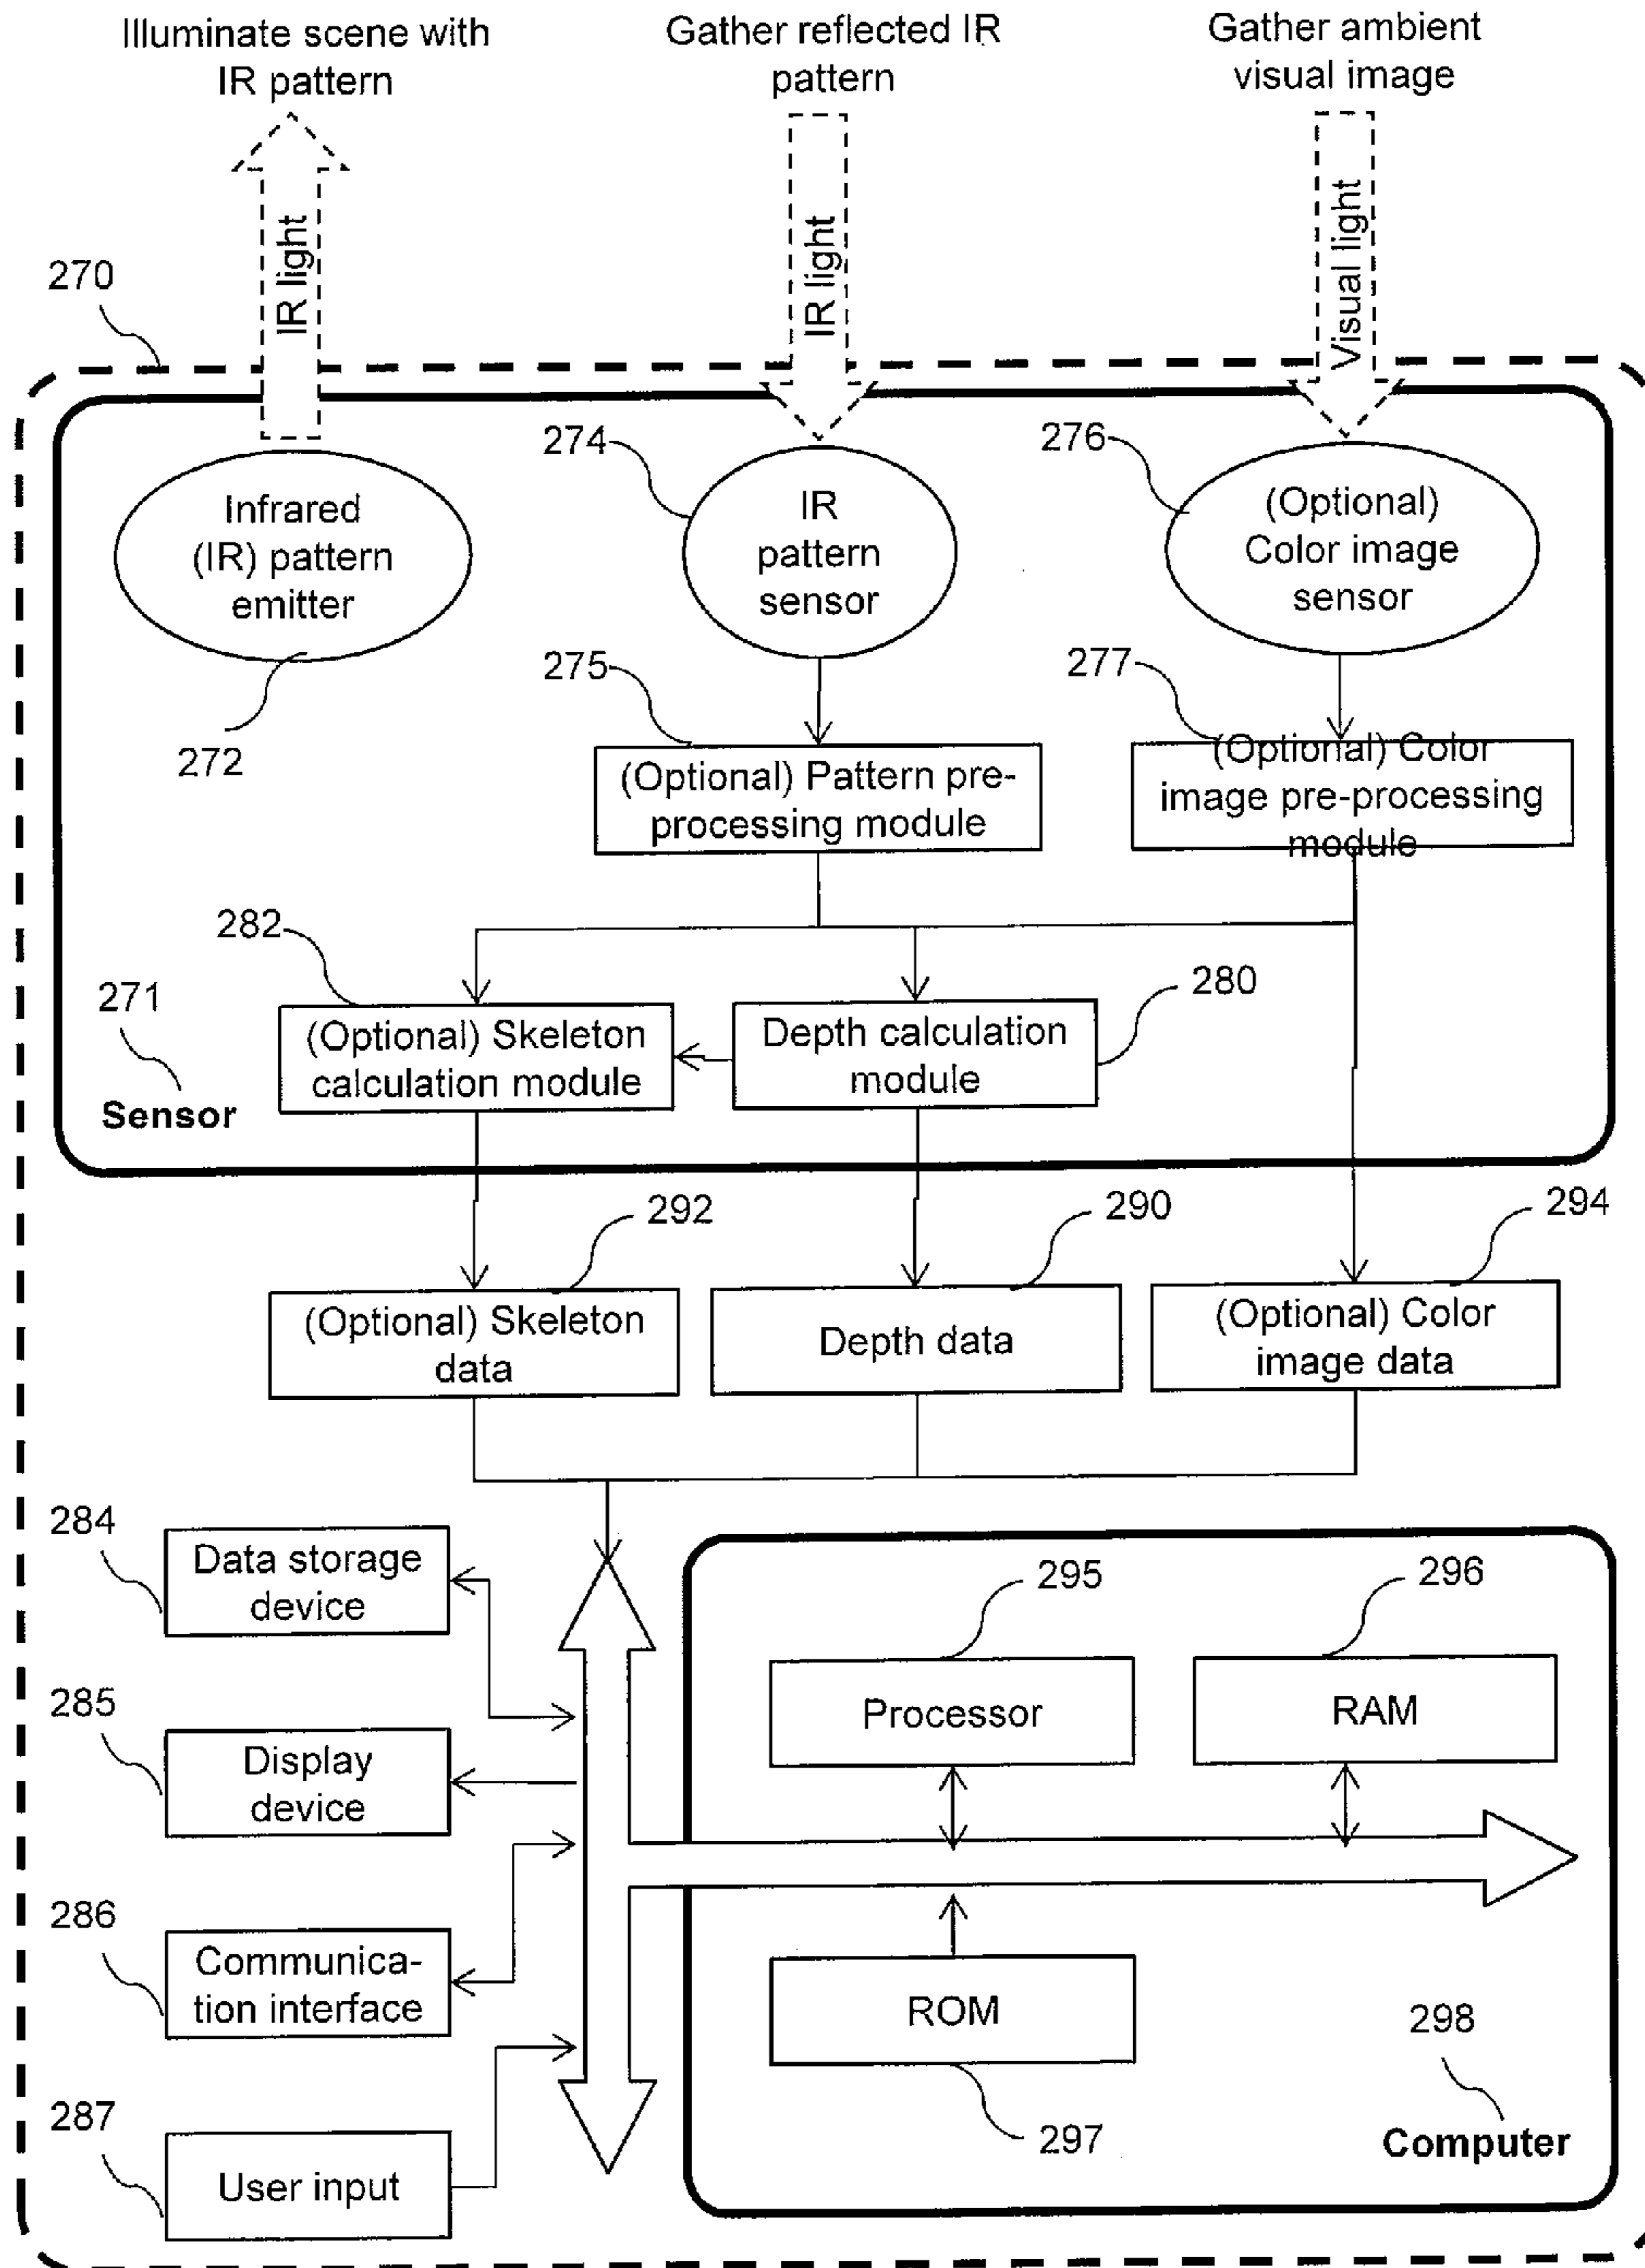 Illuminate scene with
IR pattern
Gather reflected IR
pattern
Gather ambient
visual image
IR light
IR light
Visual light
270
274
276
Infrared
(IR) pattern
emitter
IR
pattern
sensor
(Optional)
Color image
sensor
272
275
277
(Optional) Pattern pre-
processing module
(Optional) Color
image pre-processing
module
282
280
271
Sensor
(Optional) Skeleton
calculation module
Depth calculation
module
292
290
294
(Optional) Skeleton
data
Depth data
(Optional) Color
image data
284
Data storage
device
295
296
Processor
RAM
285
Display
device
286
Communica-
tion interface
ROM
297
298
Computer
287
User input